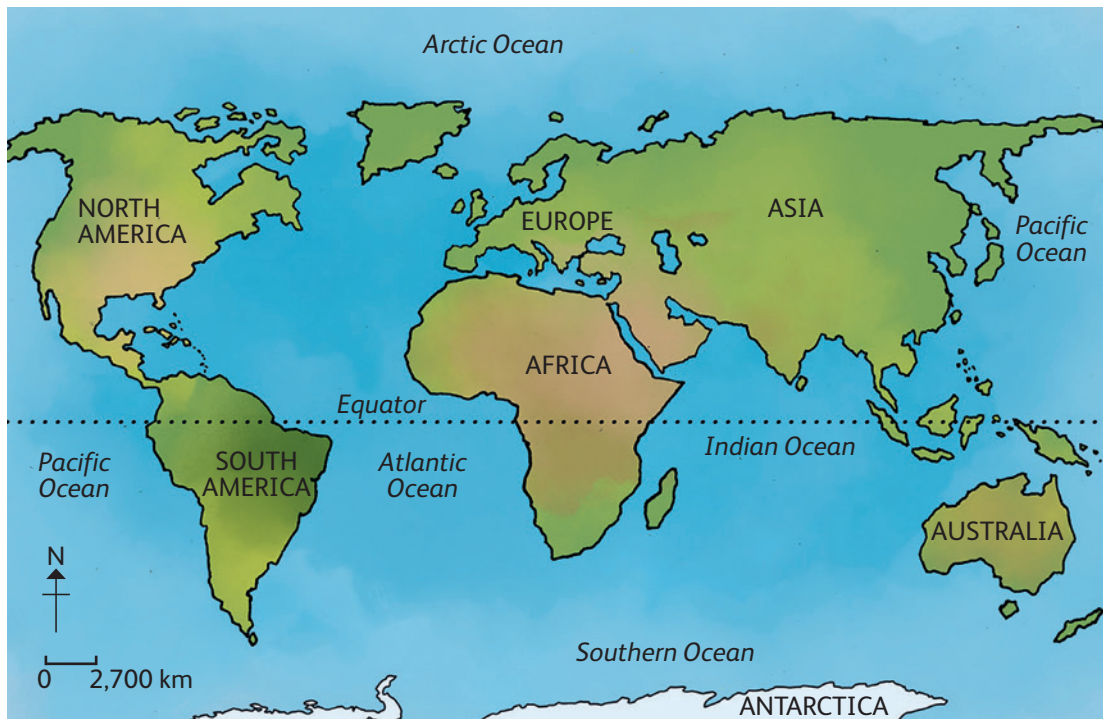 Arctic Ocean
NORTH
AMERICA
EUROPE
ASIA
Pacific
Ocean
AFRICA
Equator
Indian Ocean
Pacific
Ocean
SOUTH
AMERICA
Atlantic
Ocean
AUSTRALIA
N
Southern Ocean
0 2,700 km
ANTARCTICA